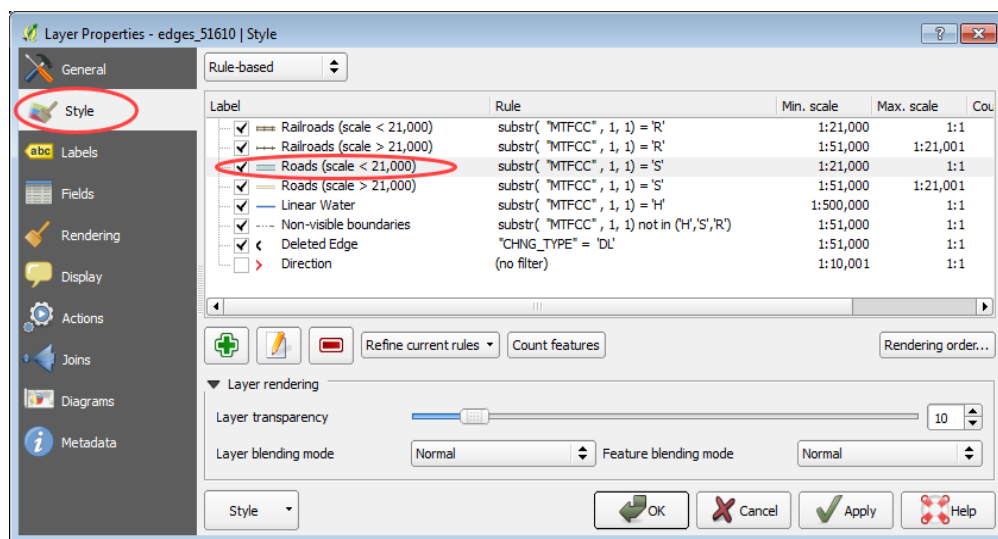 Layer Properties - edges_51610 | Style
General
Style
abc Labels
Fields
Rendering
Display
Actions
Joins
Diagrams
i Metadata
Rule-based
Label Rule Min. scale Max. scale Cou
Railroads (scale < 21,000) substr( "MTFCC" , 1, 1) = 'R' 1:21,000 1:1
Railroads (scale > 21,000) substr( "MTFCC" , 1, 1) = 'R' 1:51,000 1:21,001
Roads (scale < 21,000) substr( "MTFCC" , 1, 1) = 'S' 1:21,000 1:1
Roads (scale > 21,000) substr( "MTFCC" , 1, 1) = 'S' 1:51,000 1:21,001
Linear Water substr( "MTFCC" , 1, 1) = 'H' 1:500,000 1:1
Non-visible boundaries substr( "MTFCC" , 1, 1) not in ('H','S','R') 1:51,000 1:1
Deleted Edge "CHNG_TYPE" = 'DL' 1:51,000 1:1
Direction (no filter) 1:10,001 1:1
Refine current rules Count features Rendering order...
Layer rendering
Layer transparency 10
Layer blending mode Normal Feature blending mode Normal
Style OK Cancel Apply Help